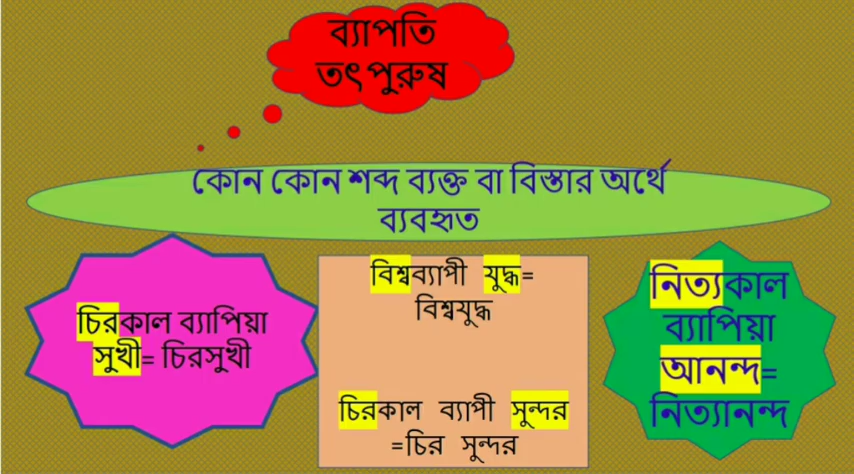 ব্যাপতি
তৎপুরুষ
কোন কোন শব্দ ব্যক্ত বা বিস্তার অর্থে
ব্যবহৃত
চিরকাল ব্যাপিয়া
সুখী= চিরসুখী
বিশ্বব্যাপী যুদ্ধ=
বিশ্বযুদ্ধ
চিরকাল ব্যাপী সুন্দর
=চির সুন্দর
নিত্যকাল
ব্যাপিয়া
আনন্দ=
নিত্যানন্দ